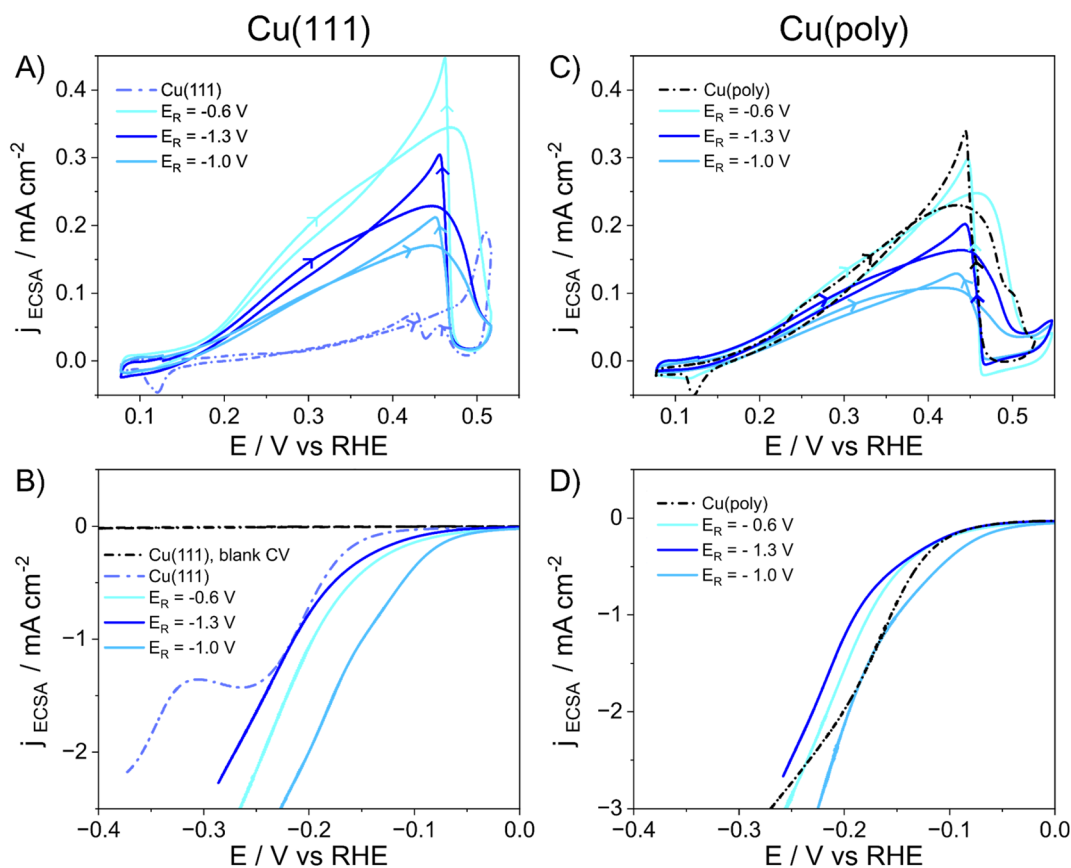 Cu(111)
Cu(poly)
A)
Cu(111)
E_R = -0.6 V
E_R = -1.3 V
E_R = -1.0 V
0.4
0.3
0.2
0.1
0.0
j_ECSA / mA cm⁻²
0.1
0.2
0.3
0.4
0.5
E / V vs RHE
C)
Cu(poly)
E_R = -0.6 V
E_R = -1.3 V
E_R = -1.0 V
0.4
0.3
0.2
0.1
0.0
j_ECSA / mA cm⁻²
0.1
0.2
0.3
0.4
0.5
E / V vs RHE
B)
Cu(111), blank CV
Cu(111)
E_R = -0.6 V
E_R = -1.3 V
E_R = -1.0 V
0
−1
−2
j_ECSA / mA cm⁻²
−0.4
−0.3
−0.2
−0.1
0.0
E / V vs RHE
D)
Cu(poly)
E_R = - 0.6 V
E_R = - 1.3 V
E_R = - 1.0 V
0
−1
−2
−3
j_ECSA / mA cm⁻²
−0.4
−0.3
−0.2
−0.1
0.0
E / V vs RHE